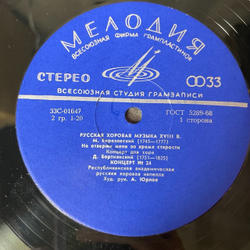 МЕЛОДИЯ
ВСЕСОЮЗНАЯ ФИРМА ГРАМПЛАСТИНОК
СТЕРЕО 33
ВСЕСОЮЗНАЯ СТУДИЯ ГРАМЗАПИСИ
33С-01647 ГОСТ 5289-68
2 гр. 1-20 1 сторона
РУССКАЯ ХОРОВАЯ МУЗЫКА XVIII В.
М. Березовский (1745—1777)
Не отвержи мене во время старости
Концерт для хора
Д. Бортнянский (1751—1825)
КОНЦЕРТ № 24
Республиканская академическая
русская хоровая капелла
Худ. рук. А. Юрлов